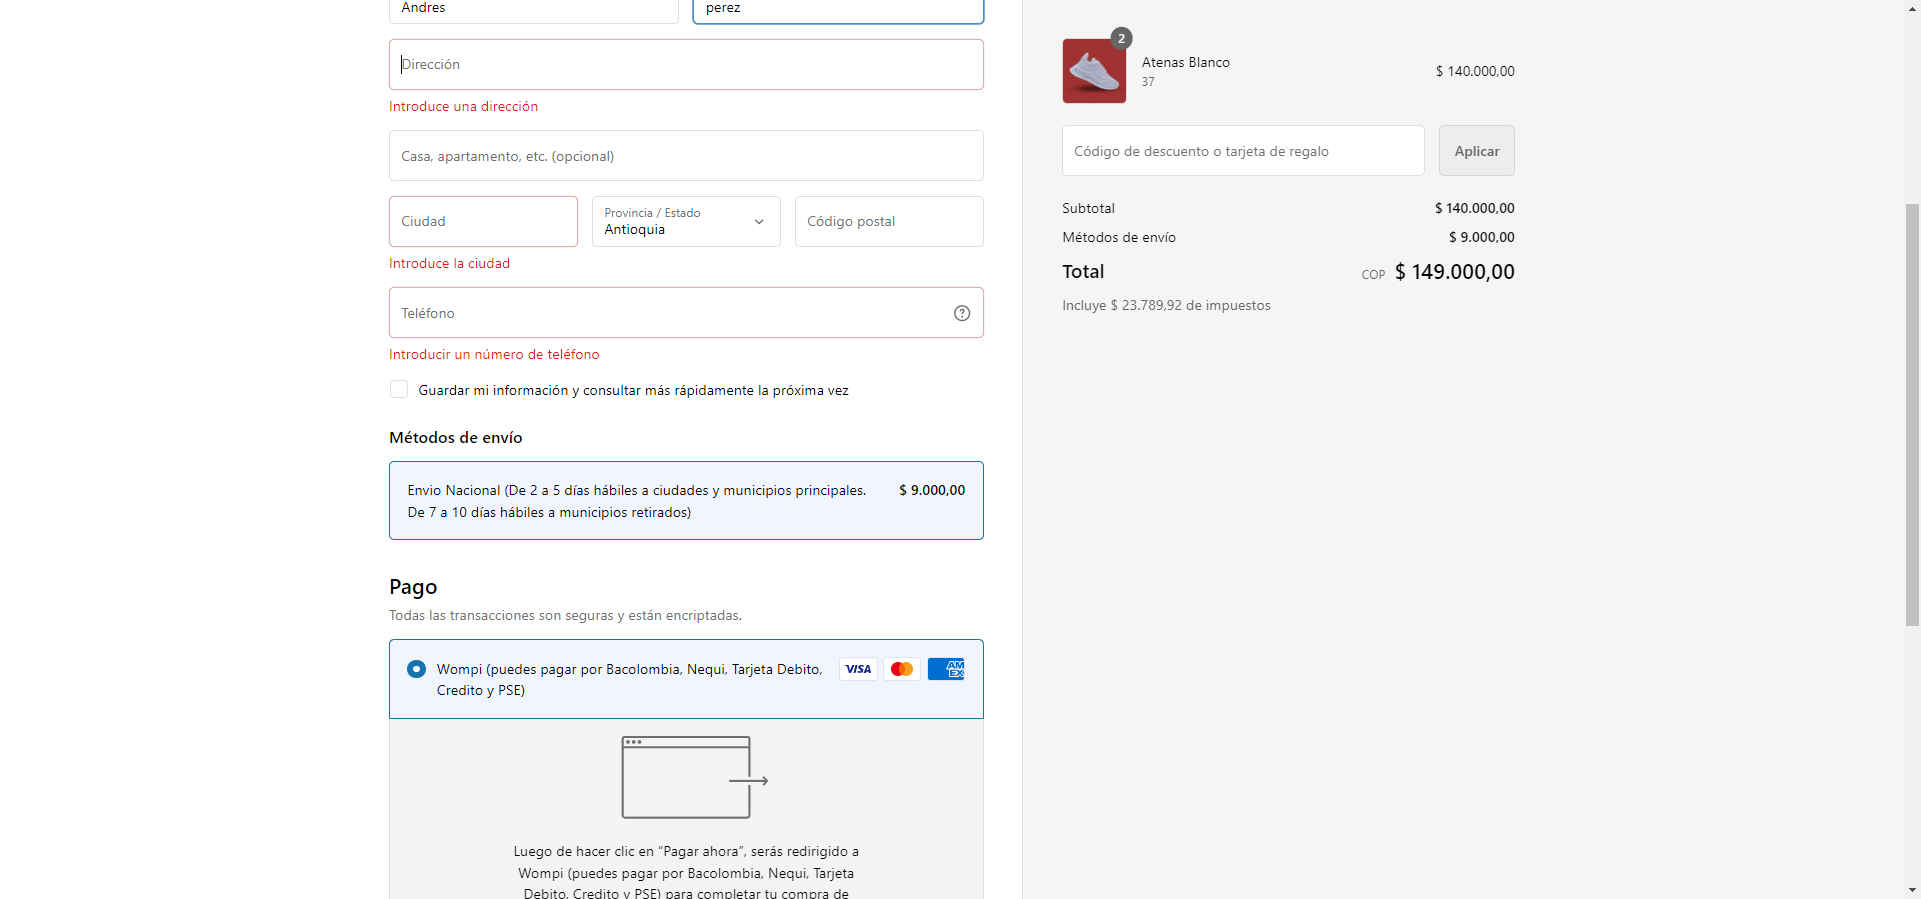 Andres
perez
Dirección
Introduce una dirección
Casa, apartamento, etc. (opcional)
Ciudad
Provincia / Estado
Antioquia
Código postal
Introduce la ciudad
Teléfono
?
Introducir un número de teléfono
Guardar mi información y consultar más rápidamente la próxima vez
Métodos de envío
Envio Nacional (De 2 a 5 días hábiles a ciudades y municipios principales.
De 7 a 10 días hábiles a municipios retirados)
$ 9.000,00
Pago
Todas las transacciones son seguras y están encriptadas.
Wompi (puedes pagar por Bacolombia, Nequi, Tarjeta Debito,
Credito y PSE)
VISA
AM
EX
Luego de hacer clic en “Pagar ahora”, serás redirigido a
Wompi (puedes pagar por Bacolombia, Nequi, Tarjeta
Debito, Credito y PSE) para completar tu compra de
2
Atenas Blanco
37
$ 140.000,00
Código de descuento o tarjeta de regalo
Aplicar
Subtotal
$ 140.000,00
Métodos de envío
$ 9.000,00
Total
COP $ 149.000,00
Incluye $ 23.789,92 de impuestos